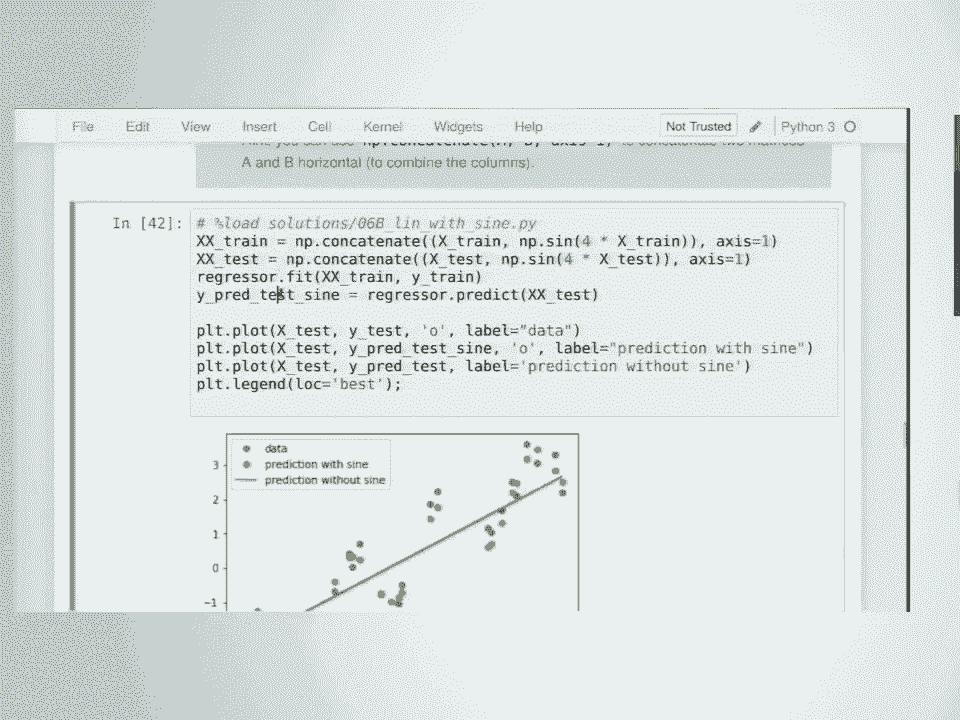 File Edit View Insert Cell Kernel Widgets Help Not Trusted Python 3
A and B horizontal (to combine the columns).
In [42]: # %load solutions/06B_lin_with_sine.py
XX_train = np.concatenate((X_train, np.sin(4 * X_train)), axis=1)
XX_test = np.concatenate((X_test, np.sin(4 * X_test)), axis=1)
regressor.fit(XX_train, y_train)
y_pred_test_sine = regressor.predict(XX_test)
plt.plot(X_test, y_test, 'o', label="data")
plt.plot(X_test, y_pred_test_sine, 'o', label="prediction with sine")
plt.plot(X_test, y_pred_test, label='prediction without sine')
plt.legend(loc='best');
data
prediction with sine
prediction without sine
3
2
1
0
−1